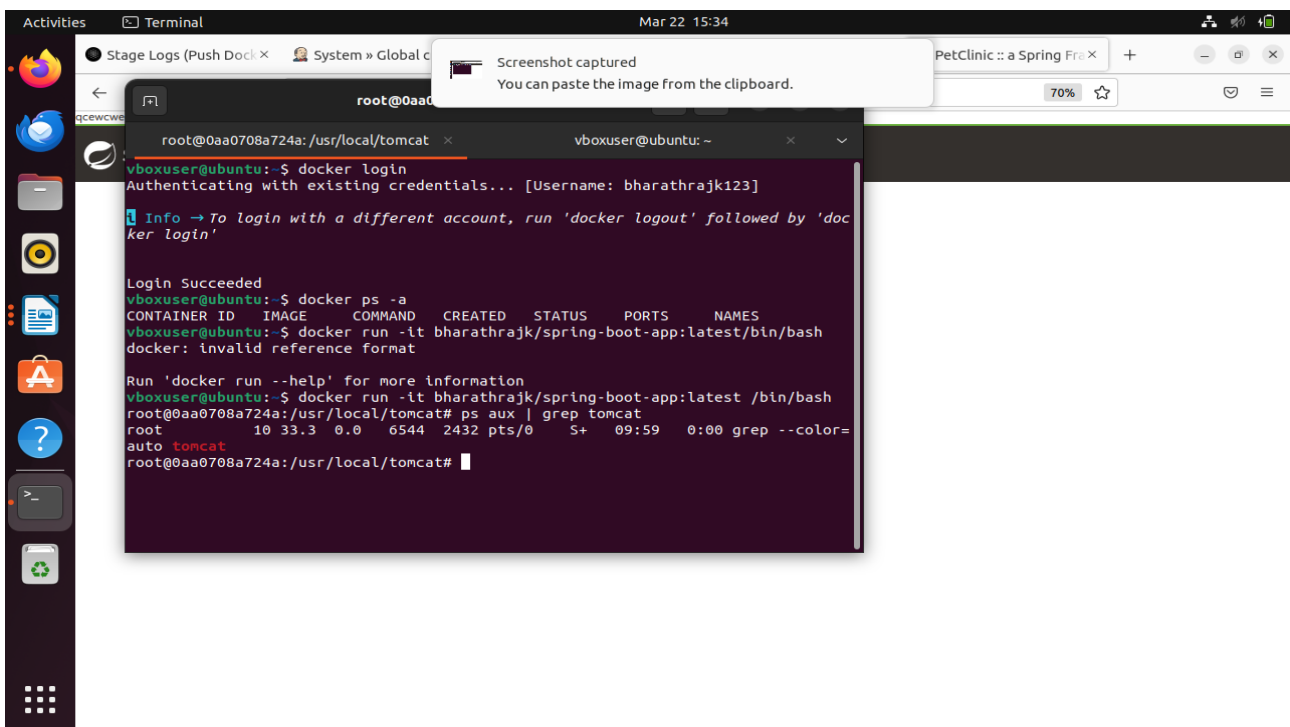 Activities Terminal Mar 22 15:34
Stage Logs (Push Dock System » Global c PetClinic :: a Spring Fra
Screenshot captured
You can paste the image from the clipboard.
root@0aa0 70%
qcewcwe
root@0aa0708a724a: /usr/local/tomcat vboxuser@ubuntu: ~
vboxuser@ubuntu:~$ docker login
Authenticating with existing credentials... [Username: bharathrajk123]
i Info → To login with a different account, run 'docker logout' followed by 'doc
ker login'
Login Succeeded
vboxuser@ubuntu:~$ docker ps -a
CONTAINER ID IMAGE COMMAND CREATED STATUS PORTS NAMES
vboxuser@ubuntu:~$ docker run -it bharathrajk/spring-boot-app:latest/bin/bash
docker: invalid reference format
Run 'docker run --help' for more information
vboxuser@ubuntu:~$ docker run -it bharathrajk/spring-boot-app:latest /bin/bash
root@0aa0708a724a:/usr/local/tomcat# ps aux | grep tomcat
root 10 33.3 0.0 6544 2432 pts/0 S+ 09:59 0:00 grep --color=
auto tomcat
root@0aa0708a724a:/usr/local/tomcat#